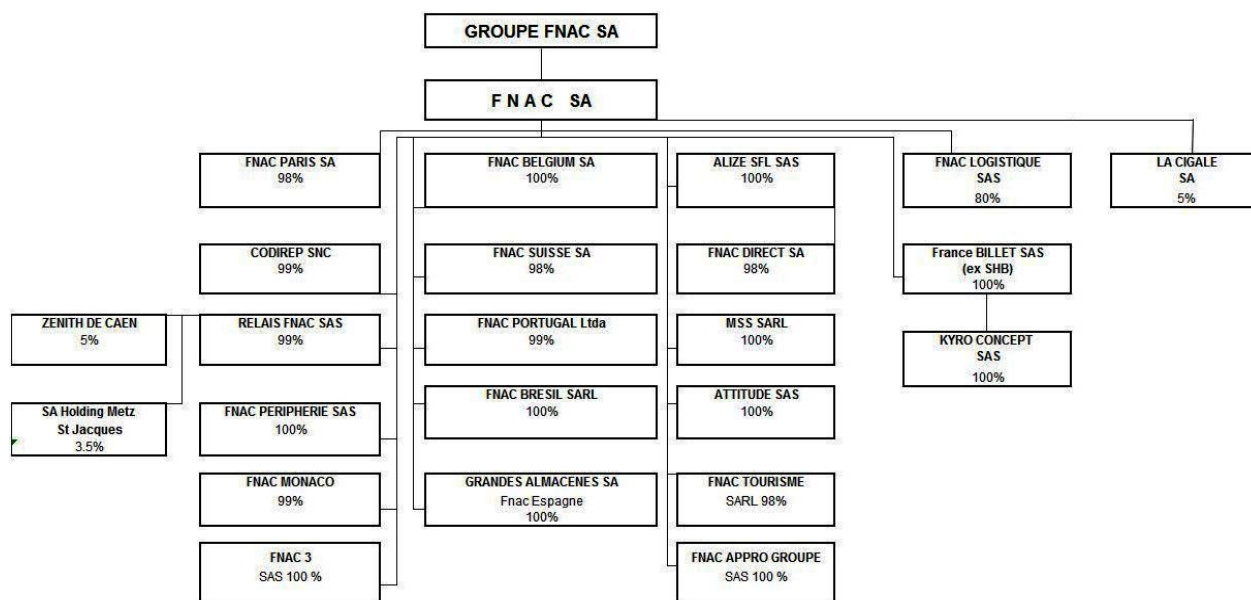 GROUPE FNAC SA
F N A C SA
FNAC PARIS SA
98%
FNAC BELGIUM SA
100%
ALIZE SFL SAS
100%
FNAC LOGISTIQUE
SAS
80%
LA CIGALE
SA
5%
CODIREP SNC
99%
FNAC SUISSE SA
98%
FNAC DIRECT SA
98%
France BILLET SAS
(ex SHB)
100%
ZENITH DE CAEN
5%
RELAIS FNAC SAS
99%
FNAC PORTUGAL Ltda
99%
MSS SARL
100%
KYRO CONCEPT
SAS
100%
SA Holding Metz
St Jacques
3.5%
FNAC PERIPHERIE SAS
100%
FNAC BRESIL SARL
100%
ATTITUDE SAS
100%
FNAC MONACO
99%
GRANDES ALMACENES SA
Fnac Espagne
100%
FNAC TOURISME
SARL 98%
FNAC 3
SAS 100 %
FNAC APPRO GROUPE
SAS 100 %